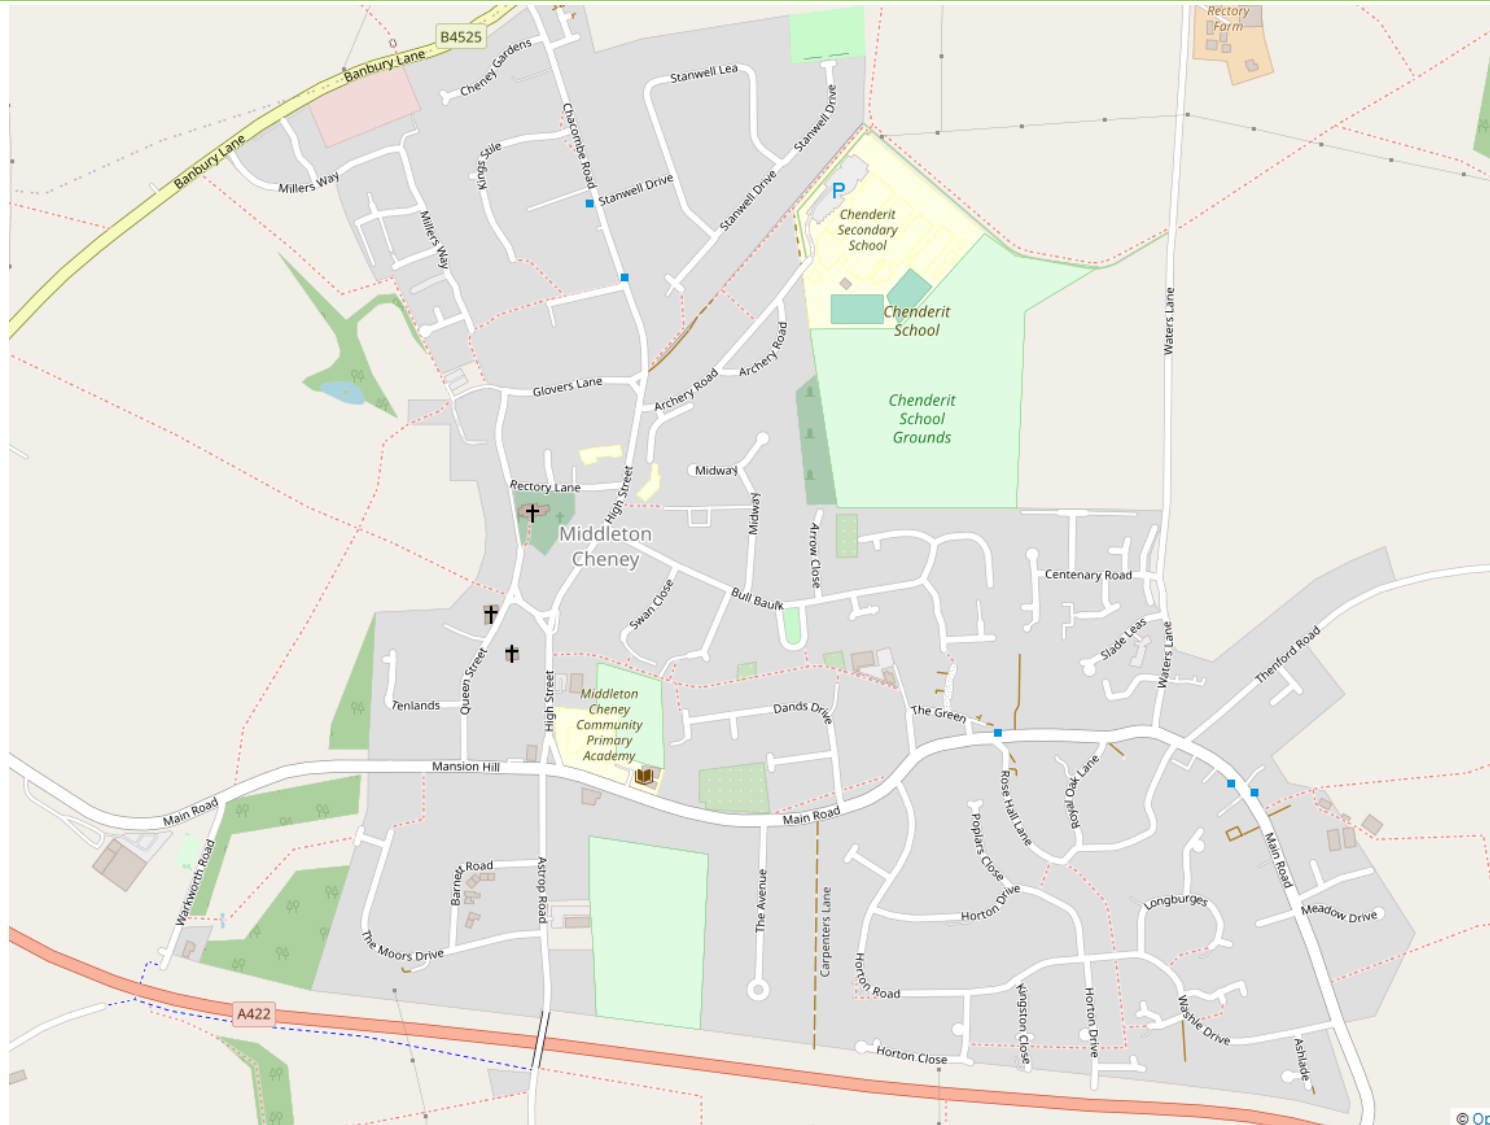 Rectory
Farm
B4525
Banbury Lane
Cheney Gardens
Stanwell Lea
Chacombe Road
Stanwell Drive
Banbury Lane
Kings Stile
Millers Way
Stanwell Drive
Stanwell Drive
P
Chenderit
Secondary
School
Millers Way
Chenderit
School
Waters Lane
Archery Road
Glovers Lane
Archery Road
Chenderit
School
Grounds
Midway
Rectory Lane
High Street
Midway
Middleton
Cheney
Arrow Close
Centenary Road
Swan Close
Bull Baulk
Slade Leas
Waters Lane
Thenford Road
Queen Street
High Street
Tenlands
Middleton
Cheney
Community
Primary
Academy
Dands Drive
The Green
Mansion Hill
Main Road
Main Road
Rose Hall Lane
Royal Oak Lane
Poplars Close
Main Road
Warkworth Road
Barnett Road
Astrop Road
The Avenue
Carpenters Lane
Horton Drive
Longburges
Meadow Drive
The Moors Drive
Horton Road
Kingston Close
Horton Drive
Washle Drive
A422
Horton Close
Ashlade
© Op